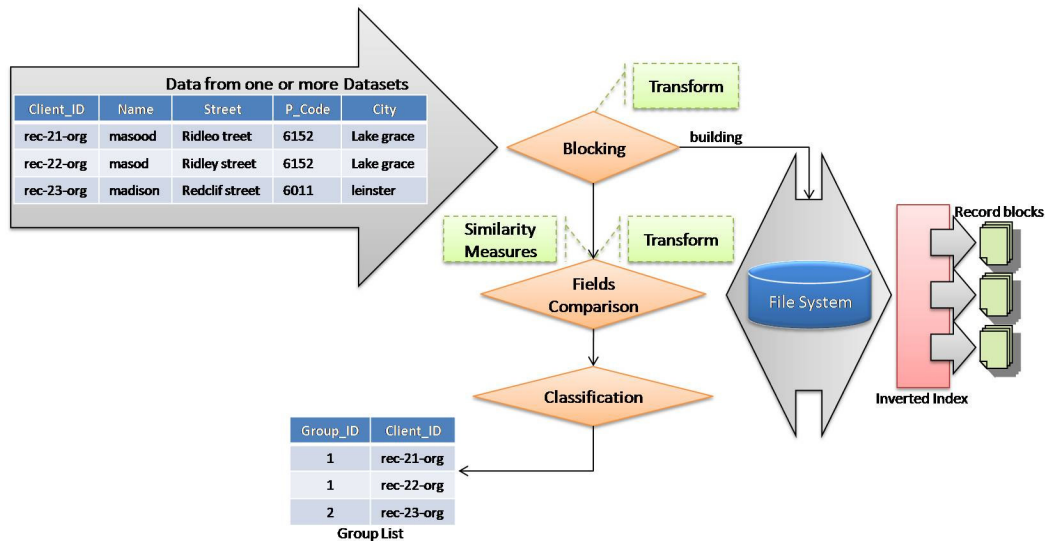 Data from one or more Datasets
Client_ID Name Street P_Code City
rec-21-org masood Ridleo treet 6152 Lake grace
rec-22-org masod Ridley street 6152 Lake grace
rec-23-org madison Redclif street 6011 leinster
Transform
Blocking
building
Similarity
Measures
Transform
Fields
Comparison
Classification
File System
Record blocks
Inverted Index
Group_ID Client_ID
1 rec-21-org
1 rec-22-org
2 rec-23-org
Group List